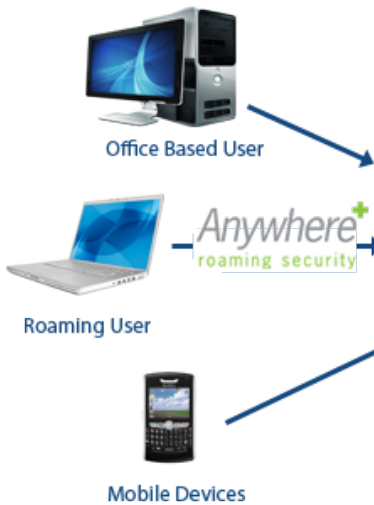 Office Based User
Anywhere+
roaming security
Roaming User
Mobile Devices